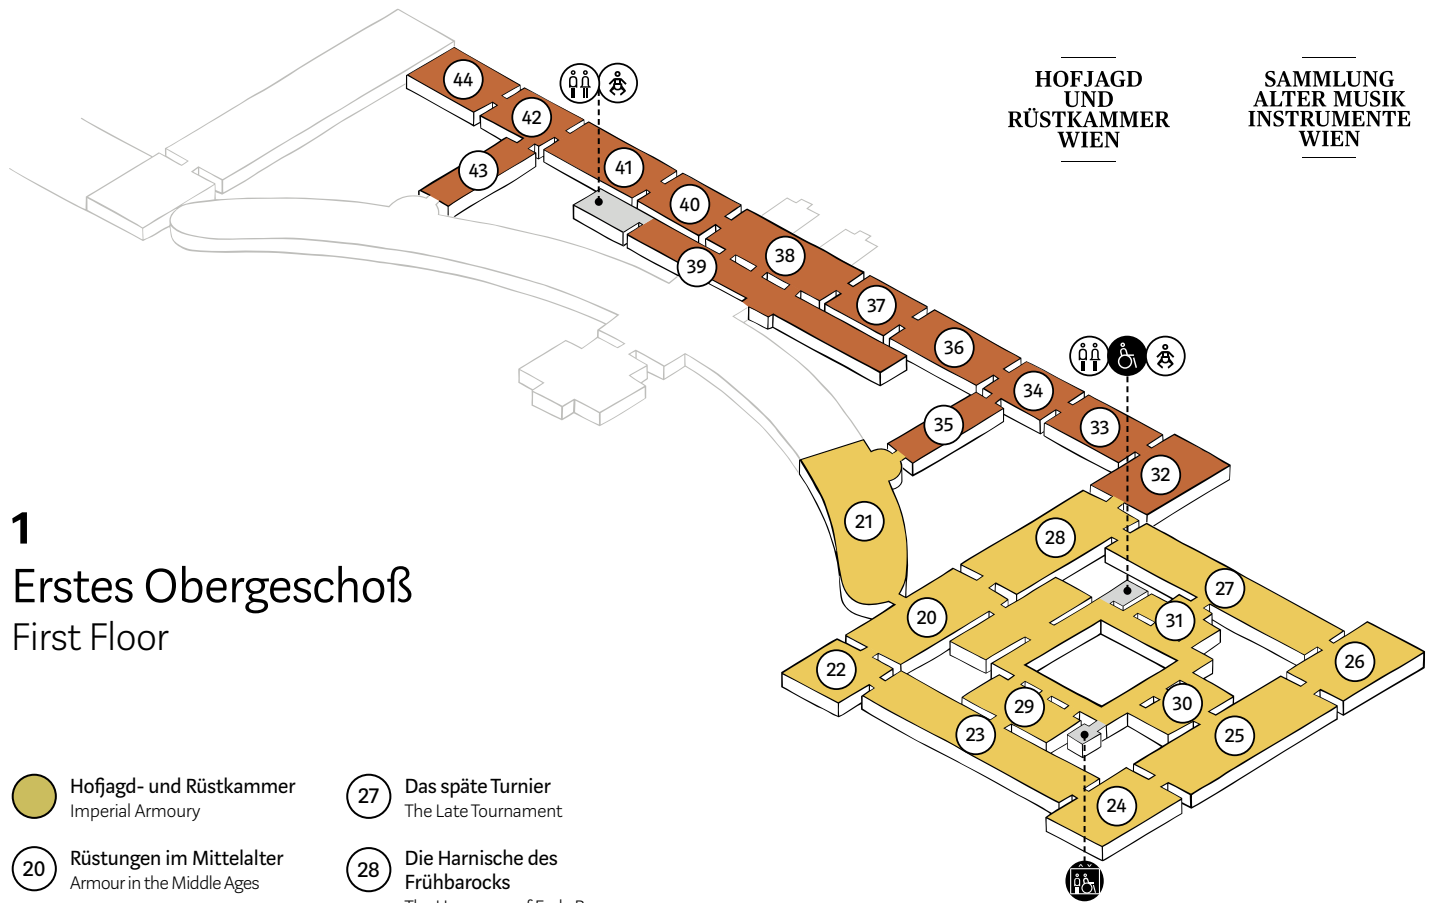 HOFJAGD
UND
RÜSTKAMMER
WIEN
SAMMLUNG
ALTER MUSIK
INSTRUMENTE
WIEN
44
42
43
41
40
39
38
37
36
35
34
33
32
21
28
27
20
31
22
26
29
30
23
25
24
1
Erstes Obergeschoß
First Floor
Hofjagd- und Rüstkammer
Imperial Armoury
20
Rüstungen im Mittelalter
Armour in the Middle Ages
27
Das späte Turnier
The Late Tournament
28
Die Harnische des
Frühbarocks